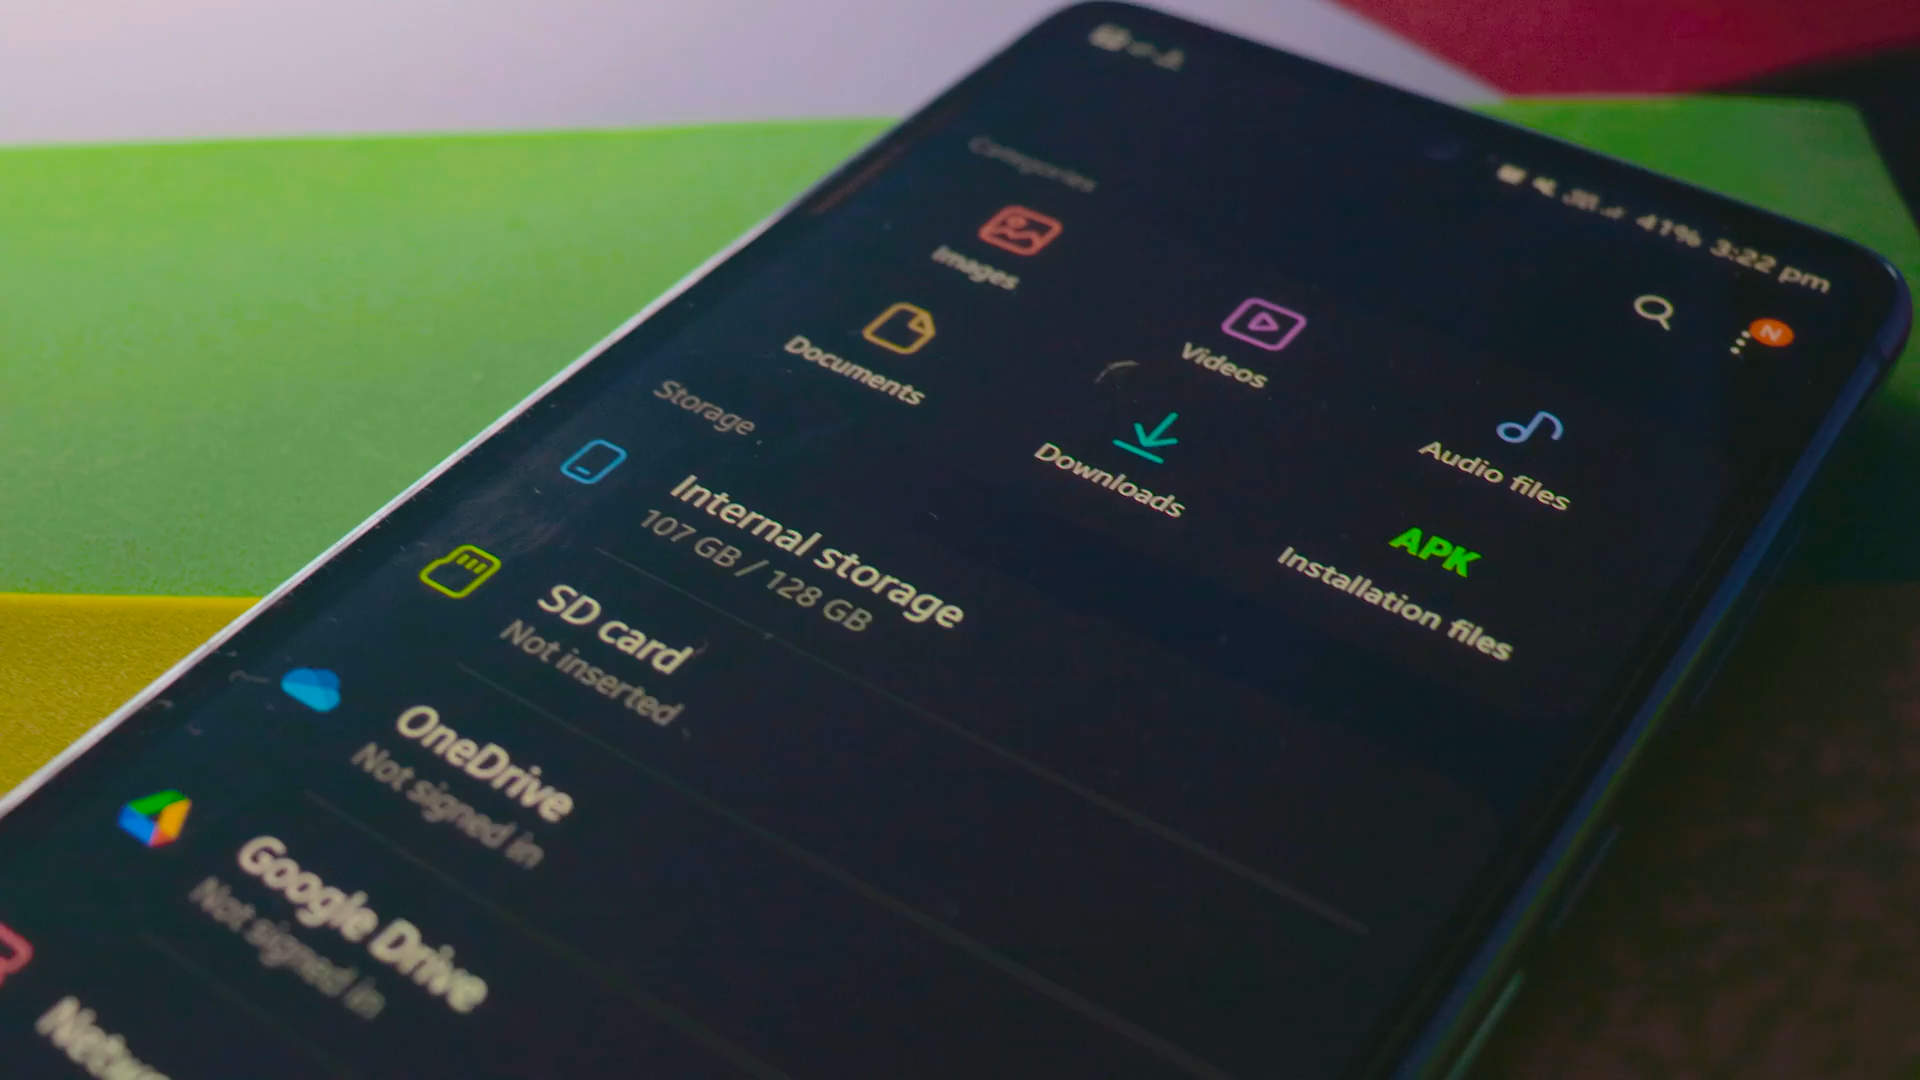 41% 3:22 pm
N
Categories
Images
Videos
Audio files
Documents
Downloads
APK
Installation files
Storage
Internal storage
107 GB / 128 GB
SD card
Not inserted
OneDrive
Not signed in
Google Drive
Not signed in